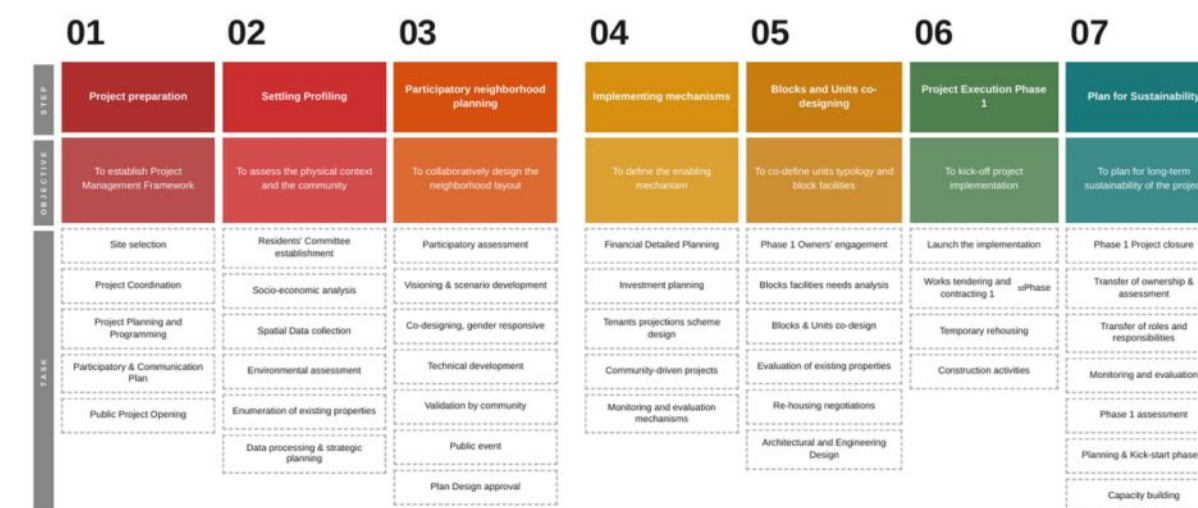 01
02
03
04
05
06
07
STEP
Project preparation
Settling Profiling
Participatory neighborhood
planning
Implementing mechanisms
Blocks and Units co-
designing
Project Execution Phase
1
Plan for Sustainability
OBJECTIVE
To establish Project
Management Framework
To assess the physical context
and the community
To collaboratively design the
neighborhood layout
To define the enabling
mechanism
To co-define units typology and
block facilities
To kick-off project
implementation
To plan for long-term
sustainability of the projec
TASK
Site selection
Project Coordination
Project Planning and
Programming
Participatory & Communication
Plan
Public Project Opening
Residents' Committee
establishment
Socio-economic analysis
Spatial Data collection
Environmental assessment
Enumeration of existing properties
Data processing & strategic
planning
Participatory assessment
Visioning & scenario development
Co-designing, gender responsive
Technical development
Validation by community
Public event
Plan Design approval
Financial Detailed Planning
Investment planning
Tenants projections scheme
design
Community-driven projects
Monitoring and evaluation
mechanisms
Phase 1 Owners' engagement
Blocks facilities needs analysis
Blocks & Units co-design
Evaluation of existing properties
Re-housing negotiations
Architectural and Engineering
Design
Launch the implementation
Works tendering and
contracting 1
Phase
Temporary rehousing
Construction activities
Phase 1 Project closure
Transfer of ownership &
assessment
Transfer of roles and
responsibilities
Monitoring and evaluation
Phase 1 assessment
Planning & Kick-start phase
Capacity building